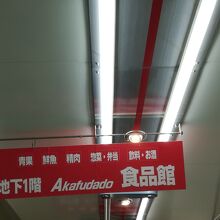 青果 鮮魚 精肉 惣菜・弁当 飲料・お酒
地下1階 Akafudado 食品館